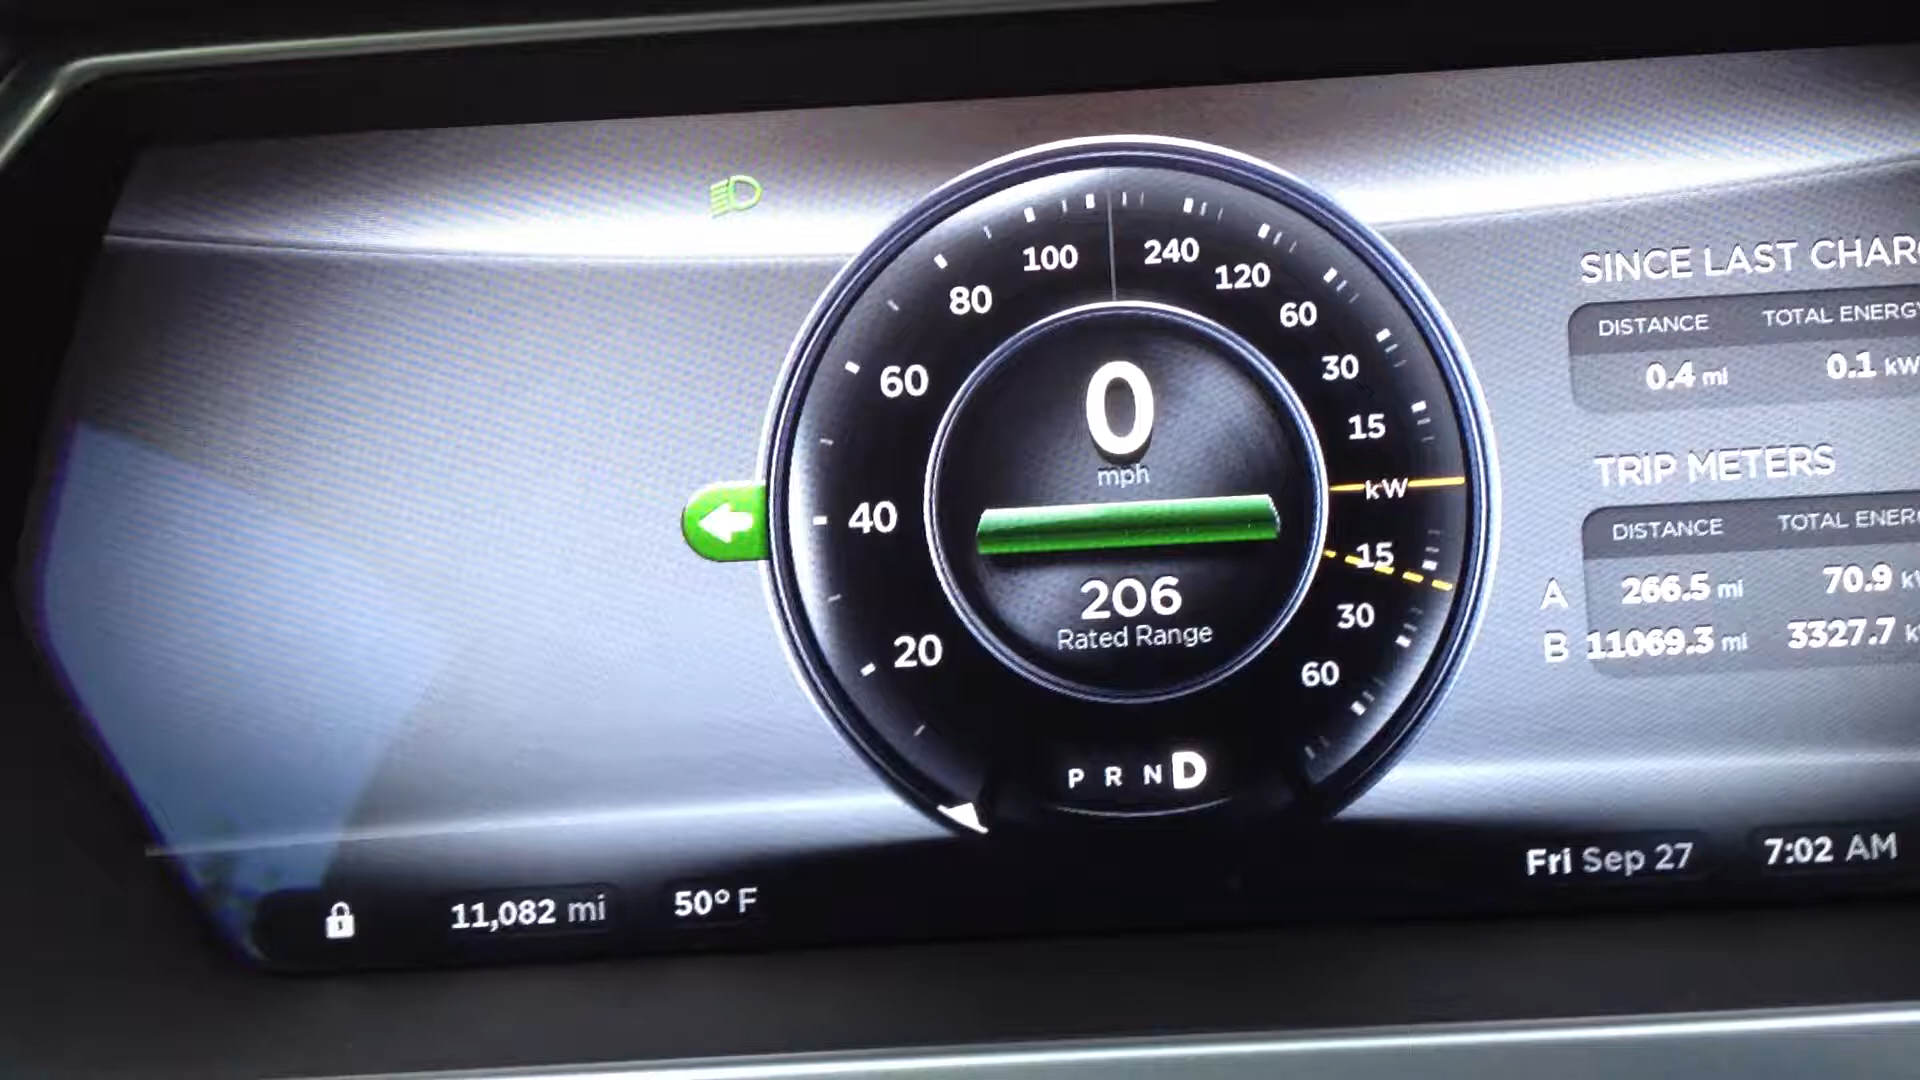 100
240
80
120
60
60
30
40
15
kW
15
20
30
60
0
mph
206
Rated Range
P R N D
SINCE LAST CHAR
DISTANCE TOTAL ENERGY
0.4 mi 0.1 kW
TRIP METERS
DISTANCE TOTAL ENER
A 266.5 mi 70.9 k
B 11069.3 mi 3327.7 k
11,082 mi 50° F Fri Sep 27 7:02 AM